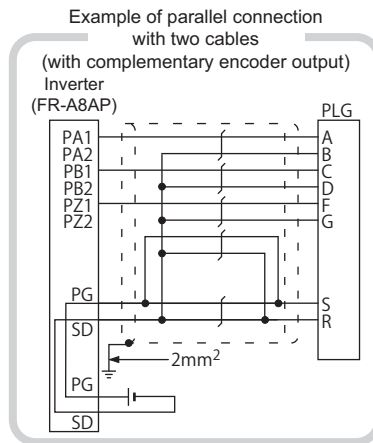 Example of parallel connection
with two cables
(with complementary encoder output)
Inverter
(FR-A8AP)
PLG
PA1
A
PA2
B
PB1
C
PB2
D
PZ1
F
PZ2
G
PG
S
SD
R
2mm²
PG
SD